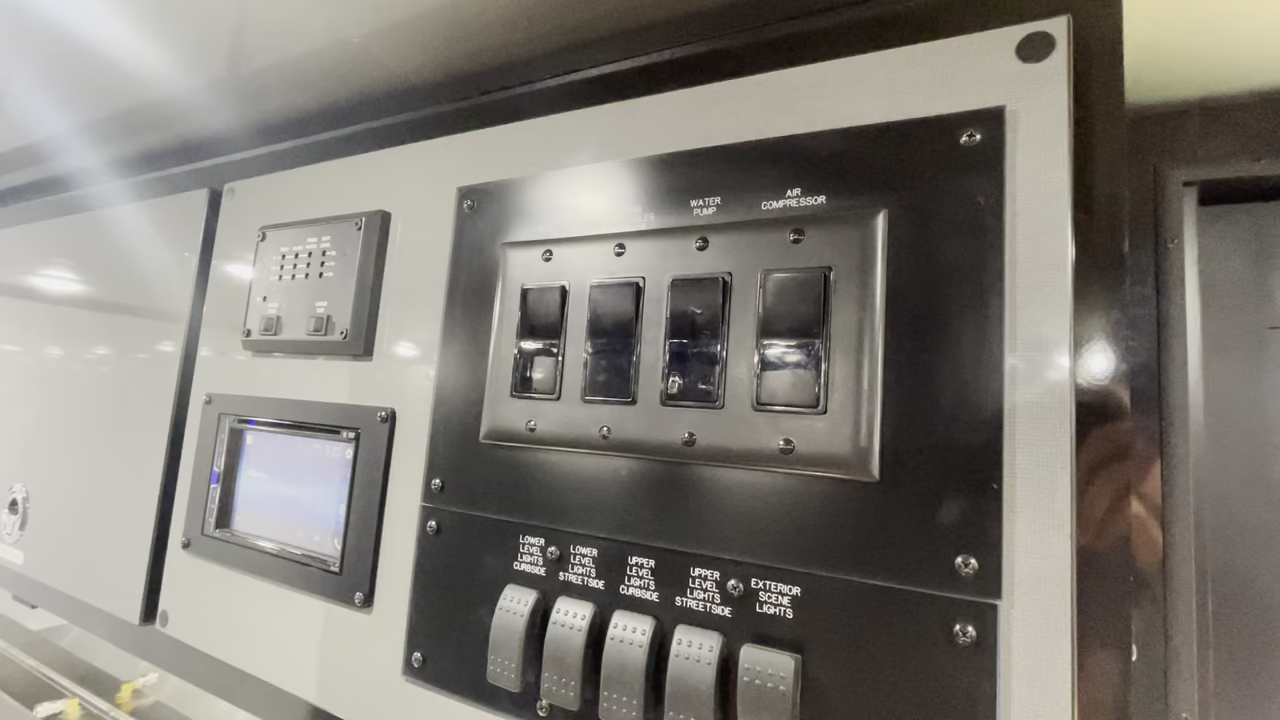 WATER
PUMP
AIR
COMPRESSOR
LOWER
LEVEL
LIGHTS
CURBSIDE
LOWER
LEVEL
LIGHTS
STREETSIDE
UPPER
LEVEL
LIGHTS
CURBSIDE
UPPER
LEVEL
LIGHTS
STREETSIDE
EXTERIOR
SCENE
LIGHTS